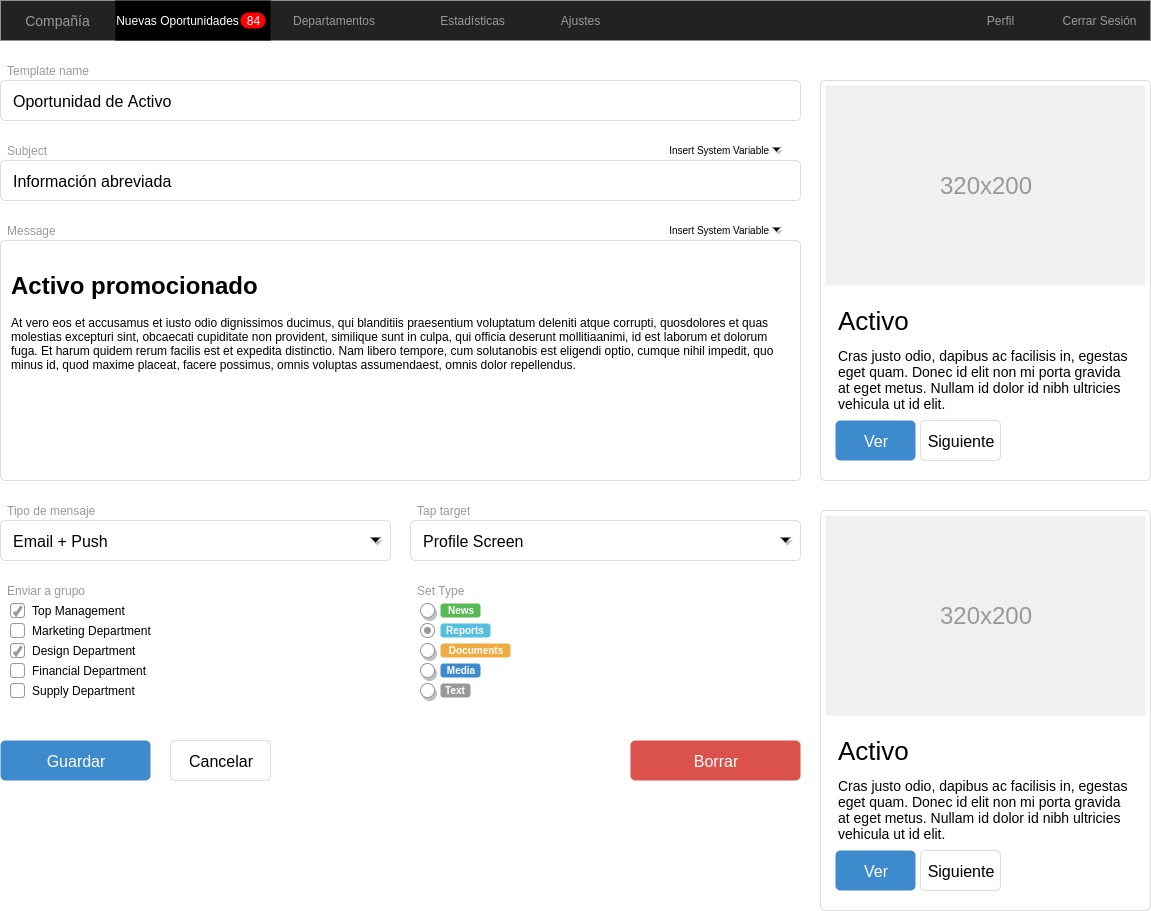 Compañía Nuevas Oportunidades 84 Departamentos Estadísticas Ajustes Perfil Cerrar Sesión
Template name
Oportunidad de Activo
Subject Insert System Variable
Información abreviada
Message Insert System Variable
Activo promocionado
At vero eos et accusamus et iusto odio dignissimos ducimus, qui blanditiis praesentium voluptatum deleniti atque corrupti, quosdolores et quas
molestias excepturi sint, obcaecati cupiditate non provident, similique sunt in culpa, qui officia deserunt mollitiaanimi, id est laborum et dolorum
fuga. Et harum quidem rerum facilis est et expedita distinctio. Nam libero tempore, cum solutanobis est eligendi optio, cumque nihil impedit, quo
minus id, quod maxime placeat, facere possimus, omnis voluptas assumendaest, omnis dolor repellendus.
Tipo de mensaje
Email + Push
Tap target
Profile Screen
Enviar a grupo
Top Management
Marketing Department
Design Department
Financial Department
Supply Department
Set Type
News
Reports
Documents
Media
Text
Guardar Cancelar Borrar
320x200
Activo
Cras justo odio, dapibus ac facilisis in, egestas
eget quam. Donec id elit non mi porta gravida
at eget metus. Nullam id dolor id nibh ultricies
vehicula ut id elit.
Ver Siguiente
320x200
Activo
Cras justo odio, dapibus ac facilisis in, egestas
eget quam. Donec id elit non mi porta gravida
at eget metus. Nullam id dolor id nibh ultricies
vehicula ut id elit.
Ver Siguiente